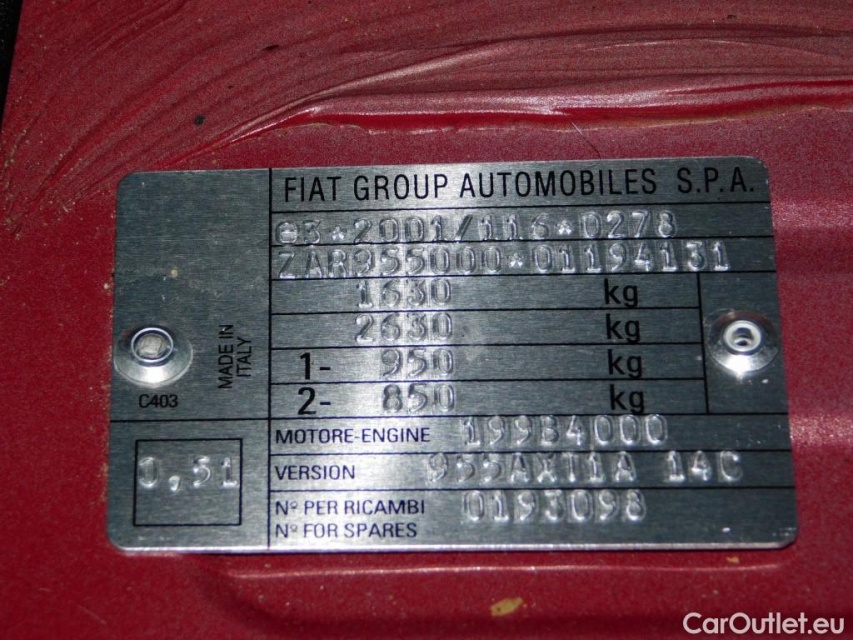 FIAT GROUP AUTOMOBILES S.P.A.
e3*2001/116*0278
ZAR955000*01194131
1630 kg
2630 kg
1- 950 kg
2- 850 kg
MADE IN
ITALY
C403
MOTORE-ENGINE 199B4000
0,51
VERSION 955AXT1A 14C
Nº PER RICAMBI
Nº FOR SPARES
0193098
CarOutlet.eu